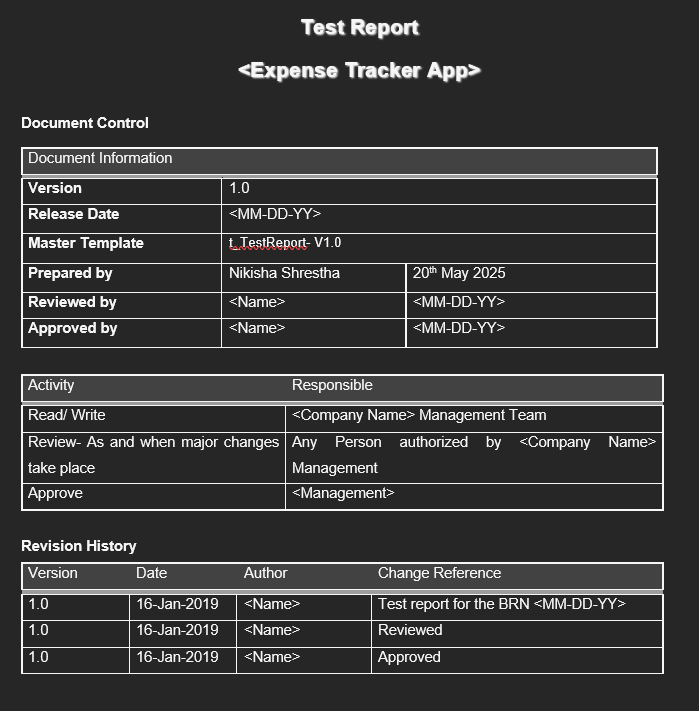 Test Report
<Expense Tracker App>
Document Control
Document Information
Version 1.0
Release Date <MM-DD-YY>
Master Template t_TestReport- V1.0
Prepared by Nikisha Shrestha 20th May 2025
Reviewed by <Name> <MM-DD-YY>
Approved by <Name> <MM-DD-YY>
Activity Responsible
Read/ Write <Company Name> Management Team
Review- As and when major changes Any Person authorized by <Company Name>
take place Management
Approve <Management>
Revision History
Version Date Author Change Reference
1.0 16-Jan-2019 <Name> Test report for the BRN <MM-DD-YY>
1.0 16-Jan-2019 <Name> Reviewed
1.0 16-Jan-2019 <Name> Approved